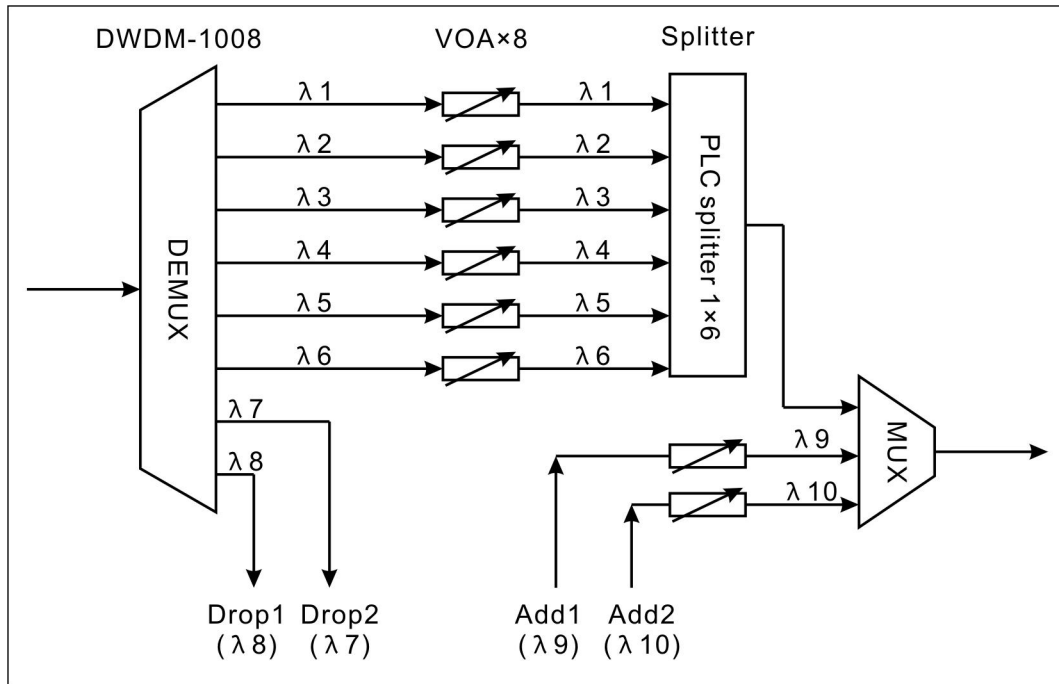 DWDM-1008
VOA×8
Splitter
λ1
λ1
λ2
λ2
λ3
λ3
λ4
λ4
λ5
λ5
λ6
λ6
DEMUX
PLC splitter 1×6
λ7
λ8
λ9
λ10
MUX
Drop1
(λ8)
Drop2
(λ7)
Add1
(λ9)
Add2
(λ10)